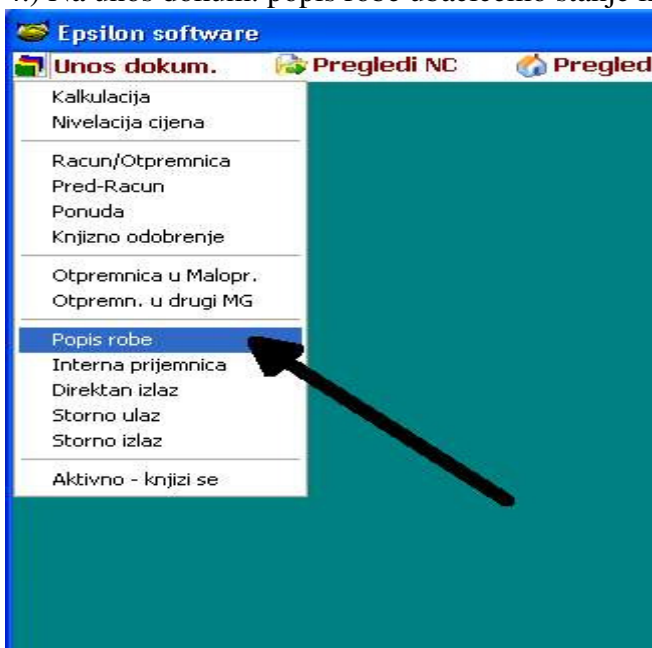 Epsilon software
Unos dokum. Pregledi NC Pregled
Kalkulacija
Nivelacija cijena
Racun/Otpremnica
Pred-Racun
Ponuda
Knjizno odobrenje
Otpremnica u Malopr.
Otpremn. u drugi MG
Popis robe
Interna prijemnica
Direktan izlaz
Storno ulaz
Storno izlaz
Aktivno - knjizi se